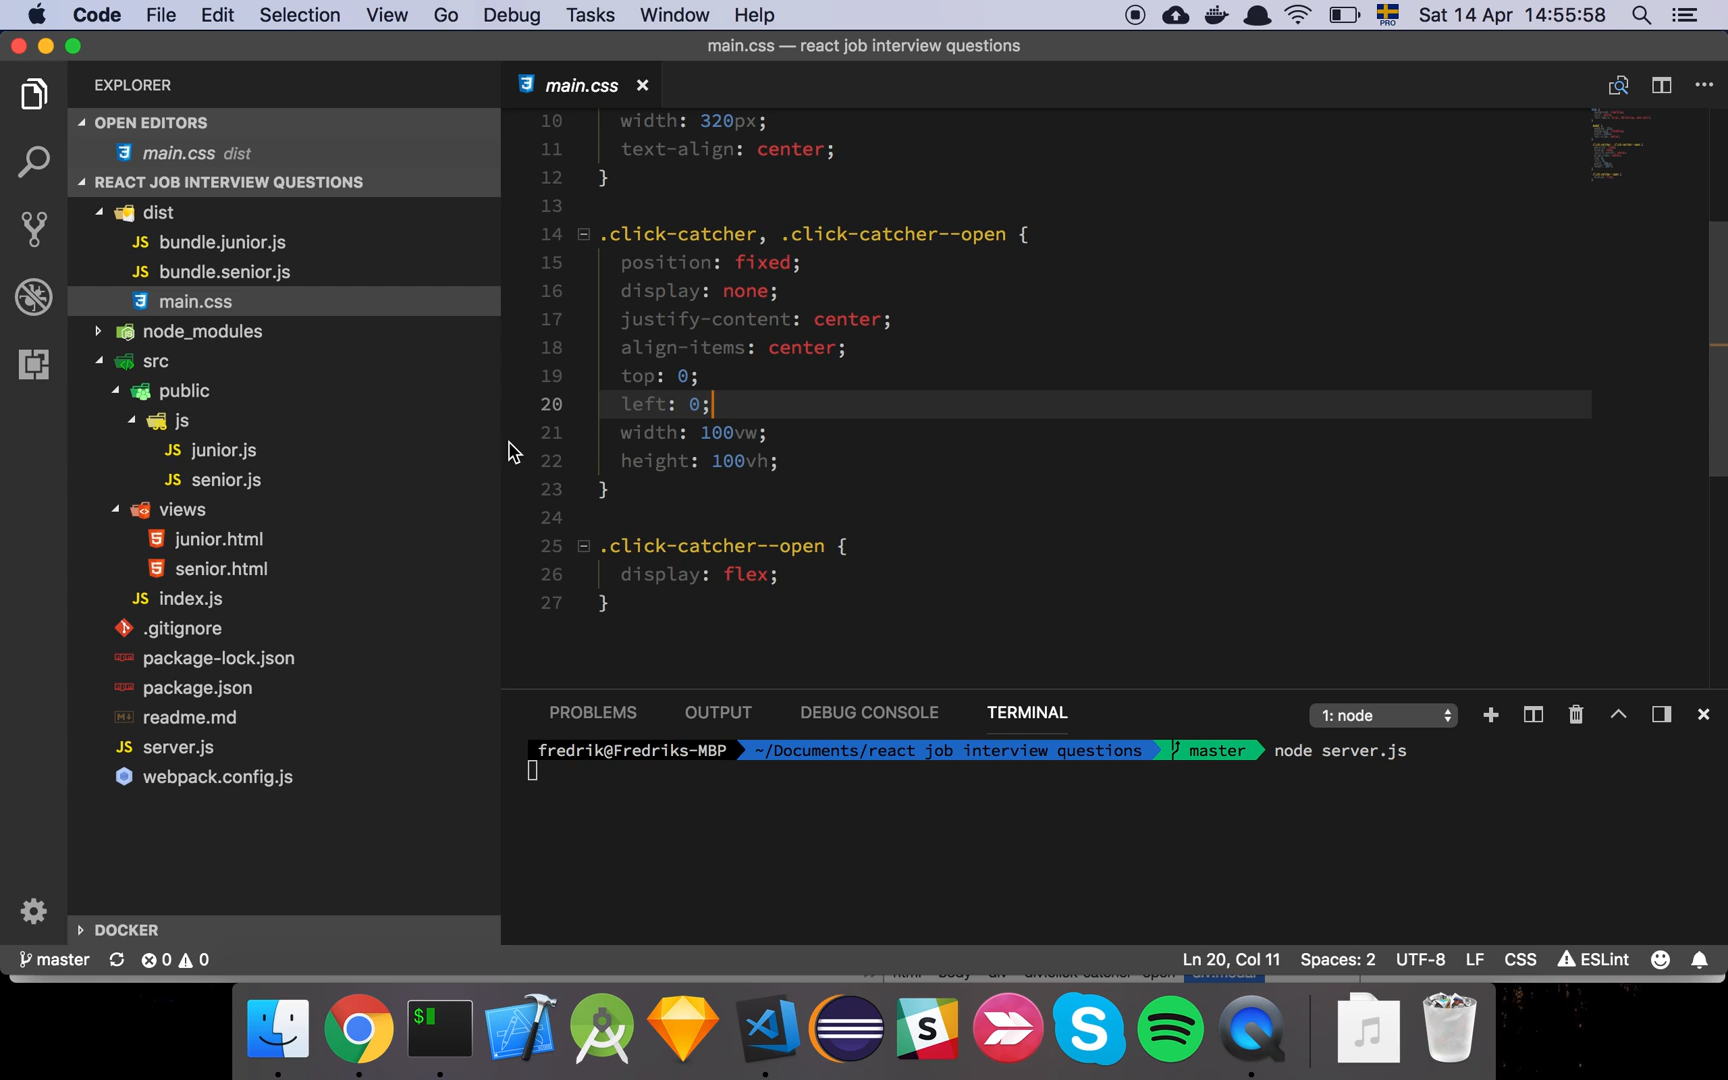 Code File Edit Selection View Go Debug Tasks Window Help PRO Sat 14 Apr 14:55:58
main.css — react job interview questions
EXPLORER
OPEN EDITORS
main.css dist
REACT JOB INTERVIEW QUESTIONS
dist
JS bundle.junior.js
JS bundle.senior.js
main.css
node_modules
src
public
js
JS junior.js
JS senior.js
views
junior.html
senior.html
JS index.js
.gitignore
package-lock.json
package.json
readme.md
JS server.js
webpack.config.js
DOCKER
main.css
10 width: 320px;
11 text-align: center;
12 }
13
14 .click-catcher, .click-catcher--open {
15 position: fixed;
16 display: none;
17 justify-content: center;
18 align-items: center;
19 top: 0;
20 left: 0;
21 width: 100vw;
22 height: 100vh;
23 }
24
25 .click-catcher--open {
26 display: flex;
27 }
PROBLEMS OUTPUT DEBUG CONSOLE TERMINAL 1: node
fredrik@Fredriks-MBP ~/Documents/react job interview questions master node server.js
master 0 0 Ln 20, Col 11 Spaces: 2 UTF-8 LF CSS ESLint